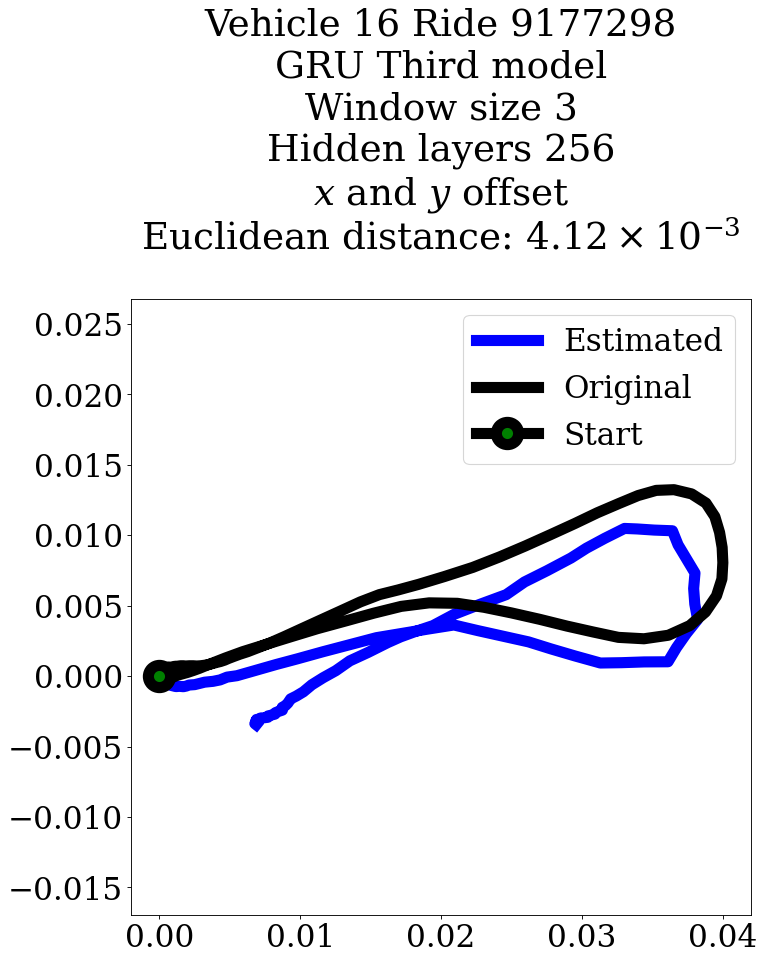 Vehicle 16 Ride 9177298
GRU Third model
Window size 3
Hidden layers 256
x and y offset
Euclidean distance: 4.12 × 10⁻³
Estimated
Original
Start
0.025
0.020
0.015
0.010
0.005
0.000
−0.005
−0.010
−0.015
0.00 0.01 0.02 0.03 0.04